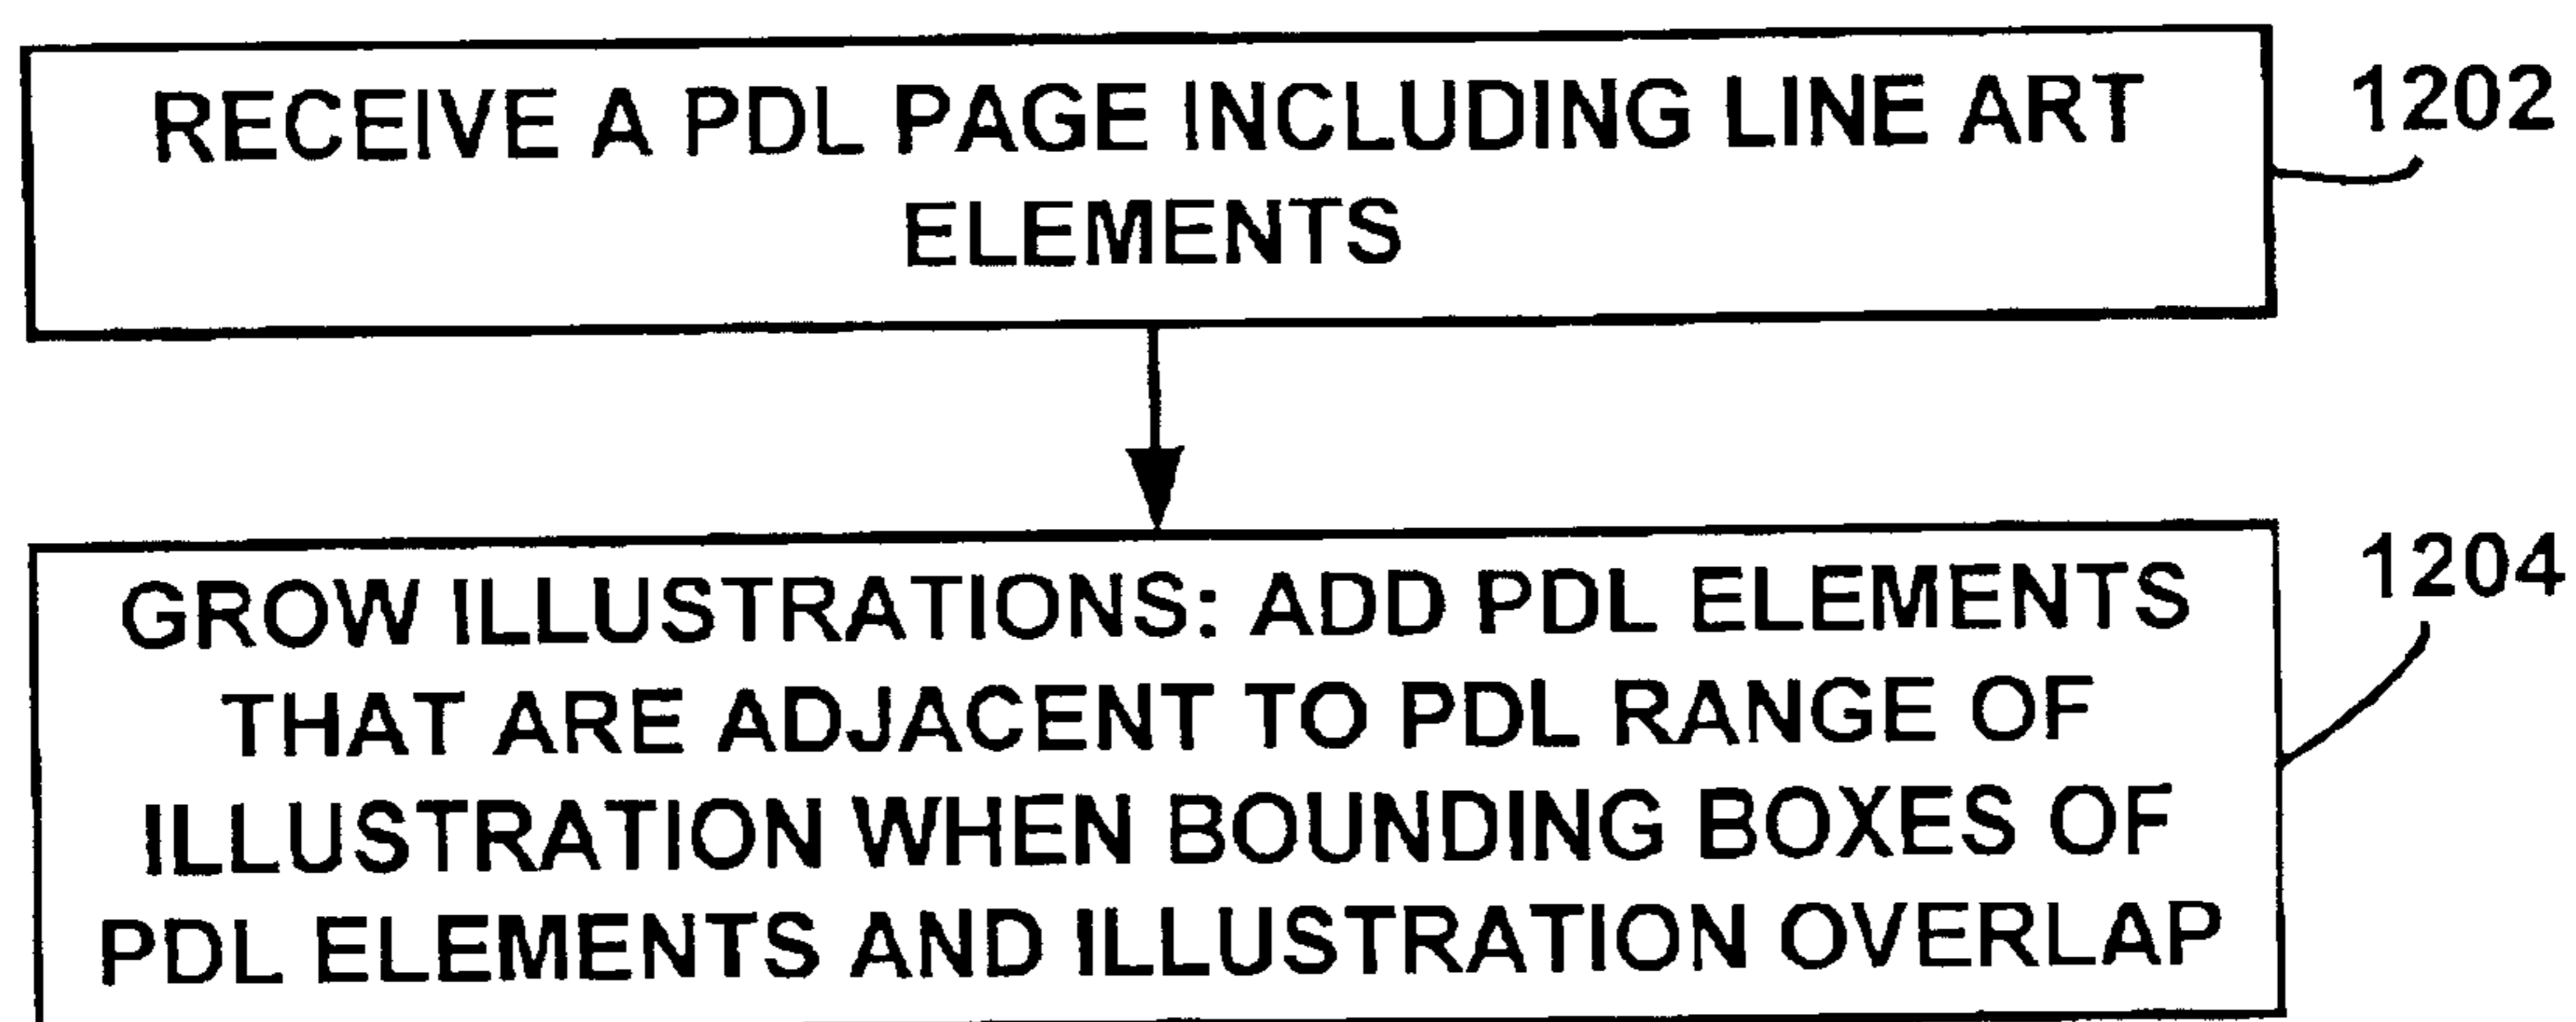 RECEIVE A PDL PAGE INCLUDING LINE ART
ELEMENTS
1202
GROW ILLUSTRATIONS: ADD PDL ELEMENTS
THAT ARE ADJACENT TO PDL RANGE OF
ILLUSTRATION WHEN BOUNDING BOXES OF
PDL ELEMENTS AND ILLUSTRATION OVERLAP
1204